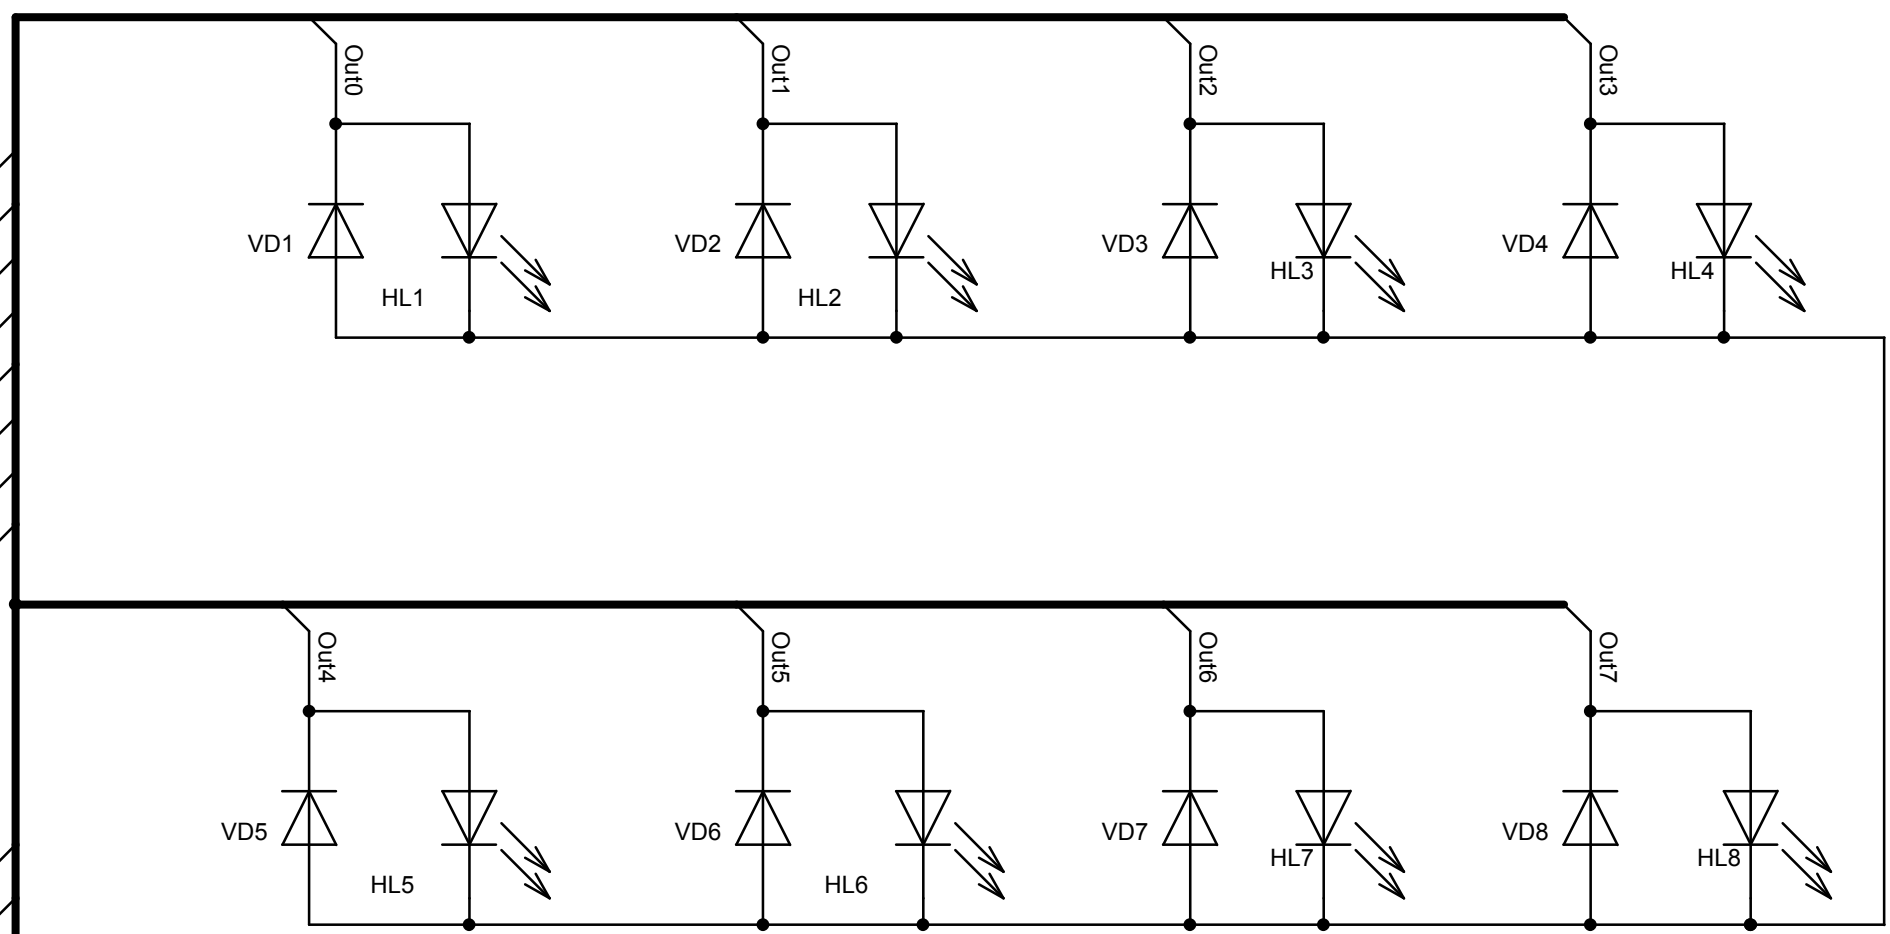 Out0
Out1
Out2
Out3
VD1
VD2
VD3
VD4
HL1
HL2
HL3
HL4
Out4
Out5
Out6
Out7
VD5
VD6
VD7
VD8
HL5
HL6
HL7
HL8